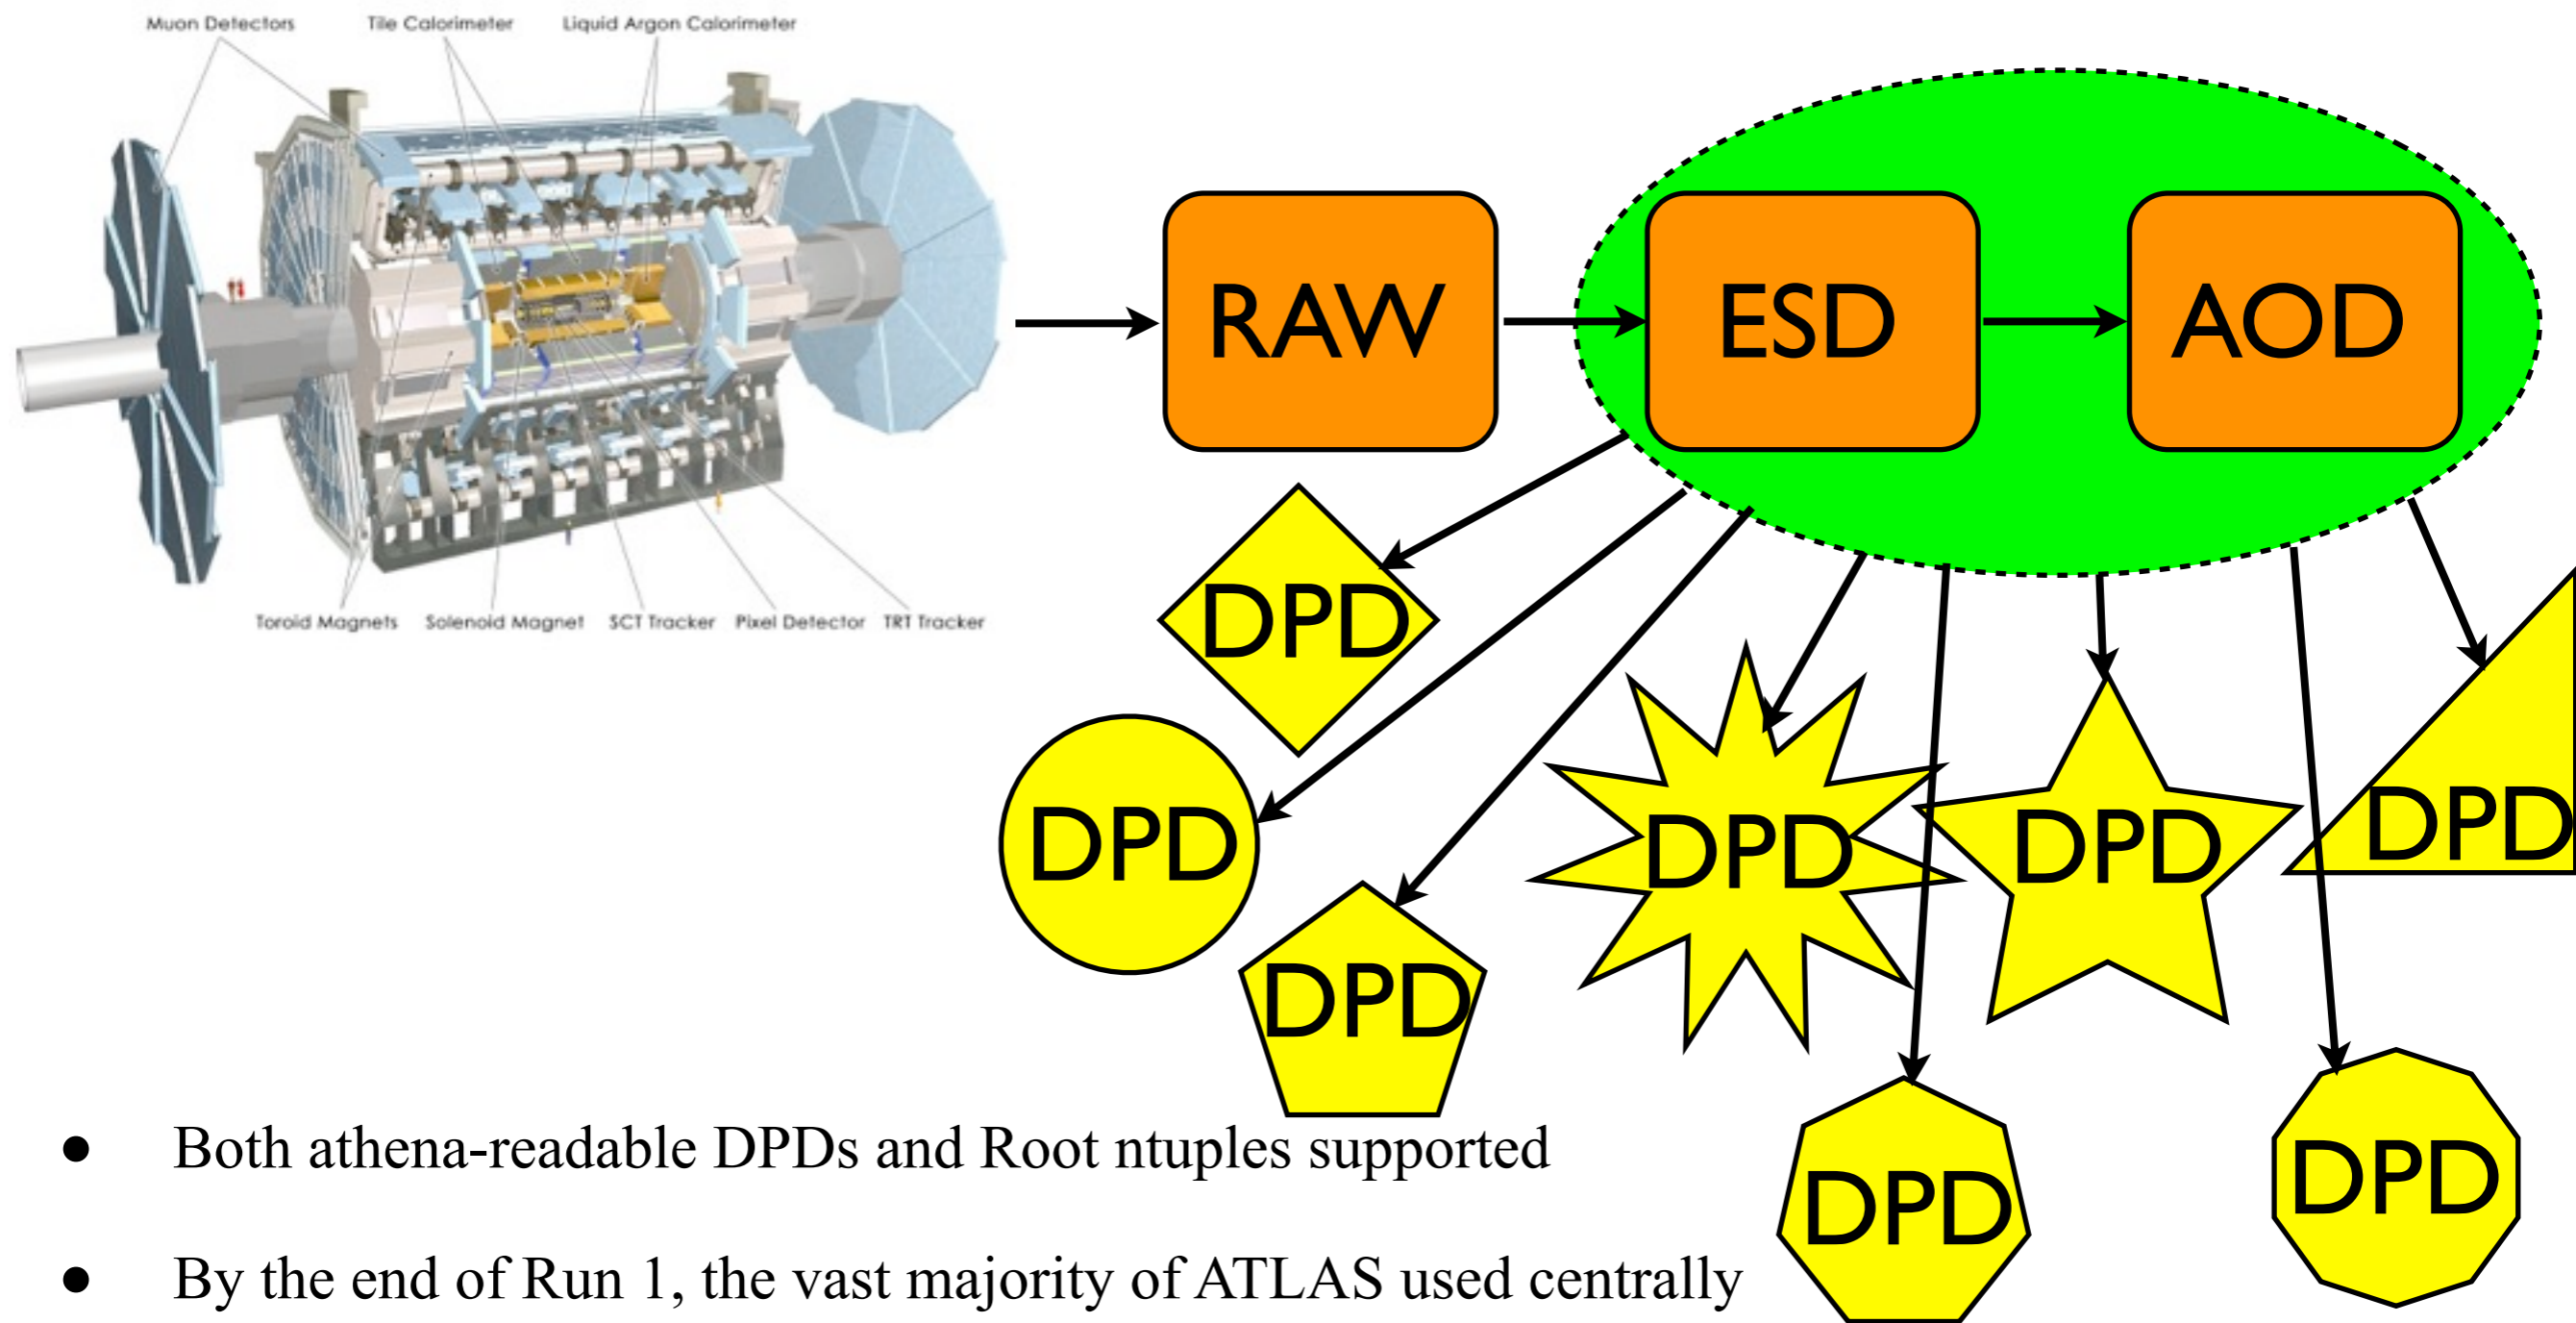 Muon Detectors Tile Calorimeter Liquid Argon Calorimeter
RAW ESD AOD
Toroid Magnets Solenoid Magnet SCT Tracker Pixel Detector TRT Tracker
DPD
DPD
DPD
DPD
DPD
DPD
DPD
DPD
• Both athena-readable DPDs and Root ntuples supported
• By the end of Run 1, the vast majority of ATLAS used centrally